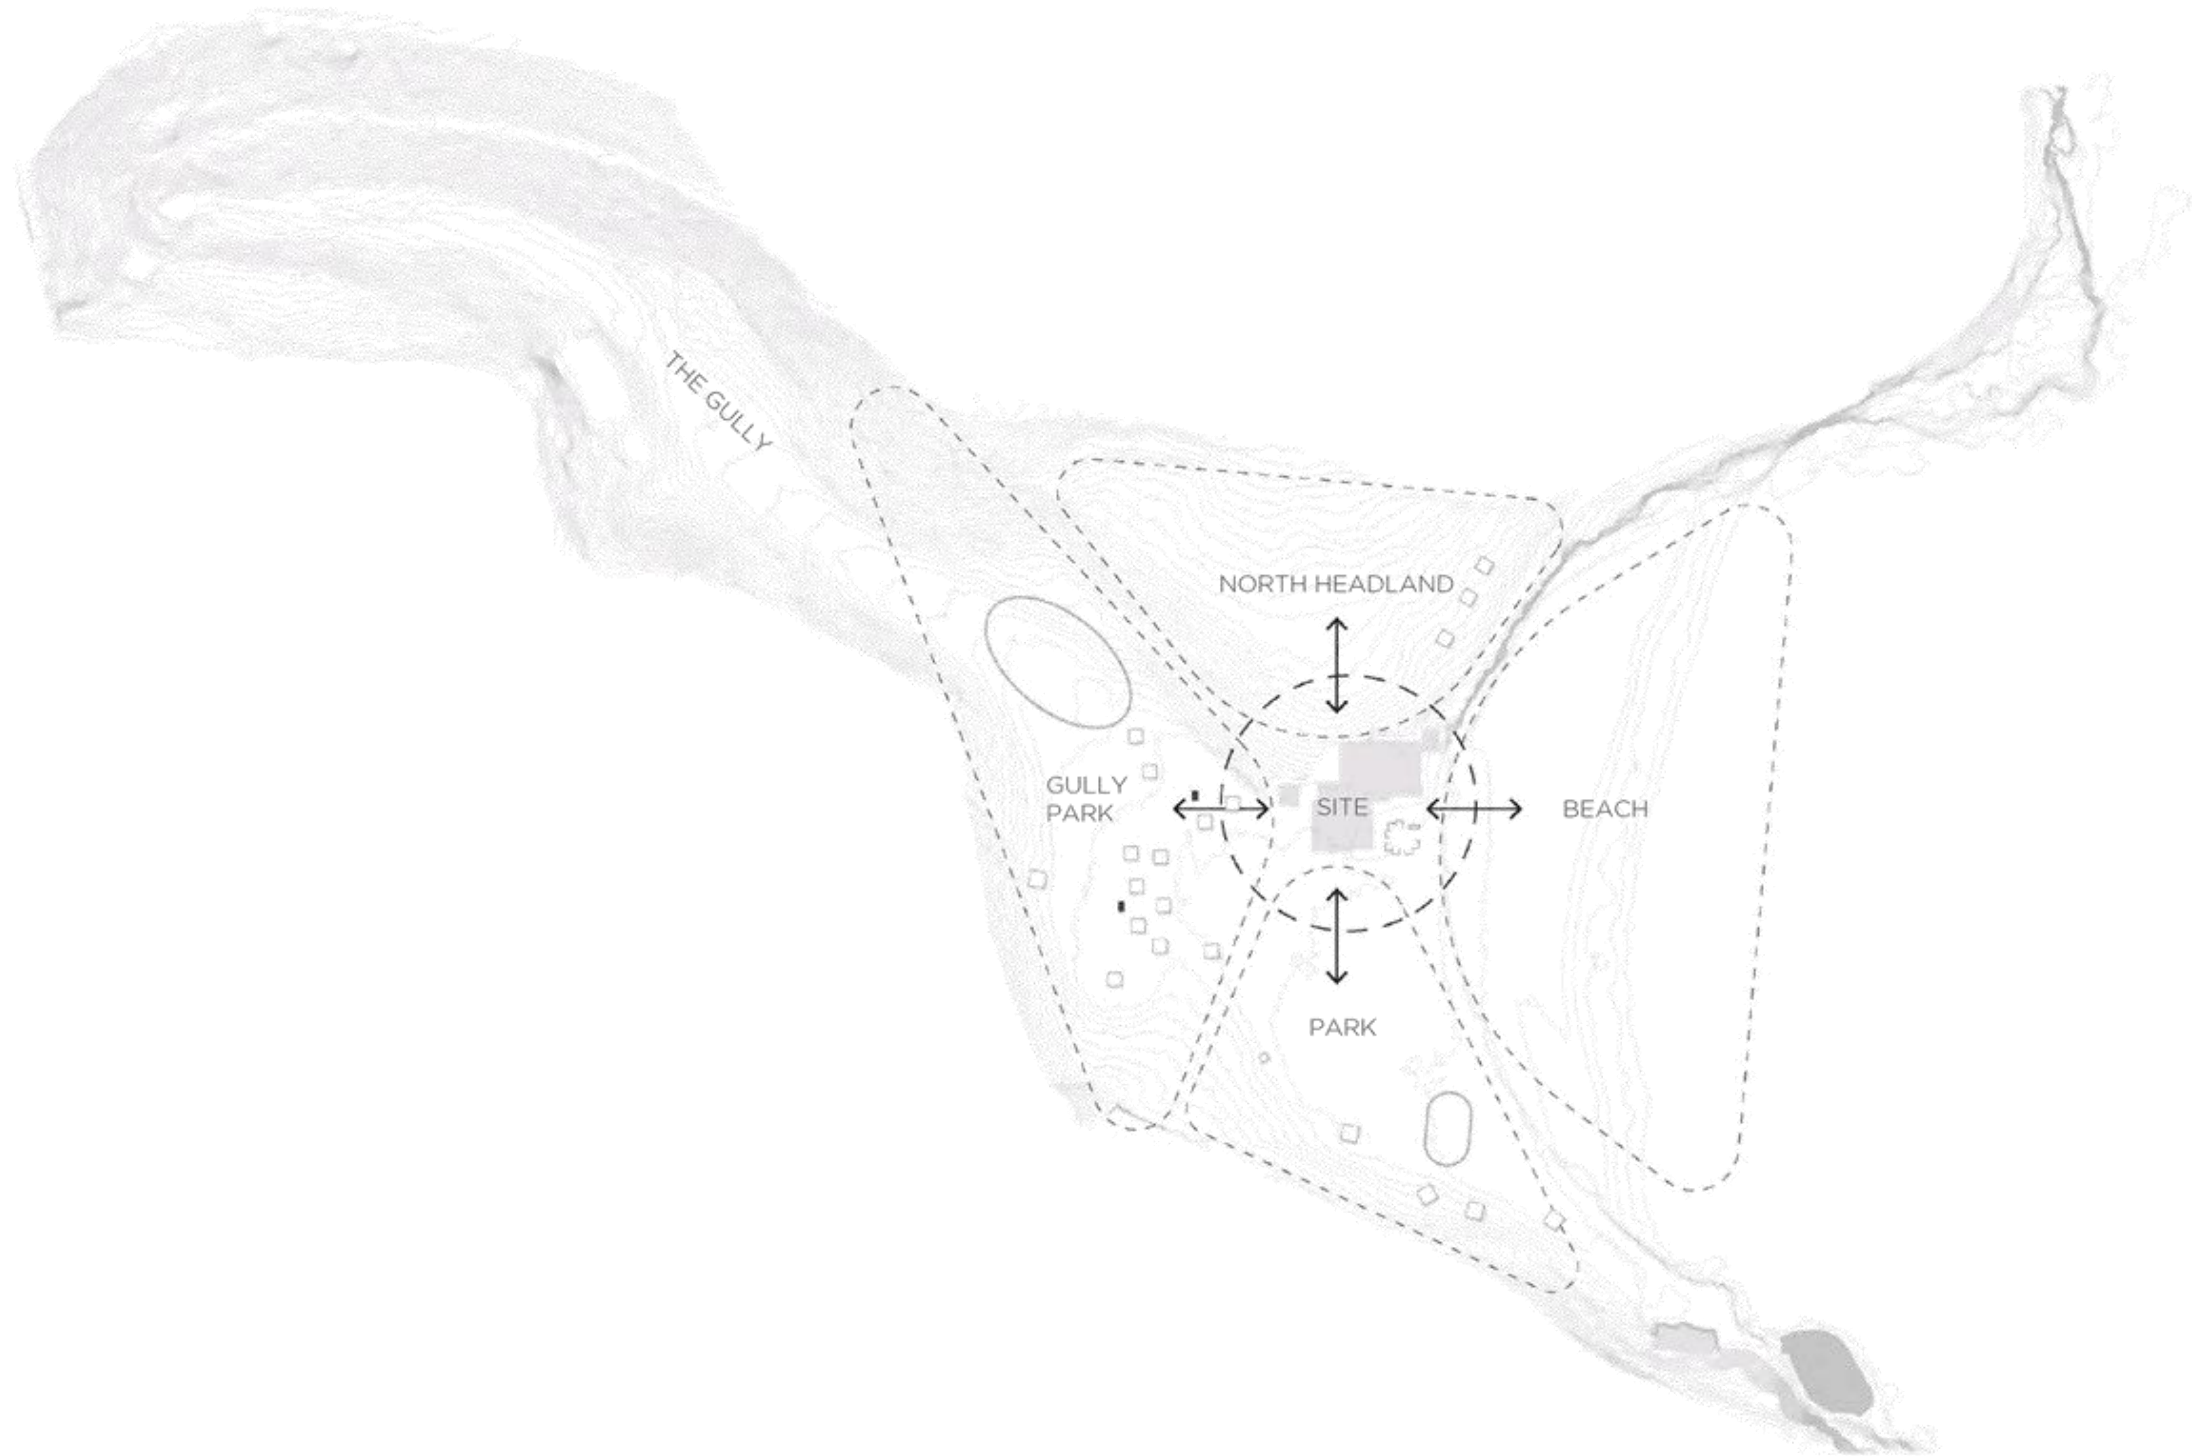 THE GULLY
NORTH HEADLAND
GULLY
PARK
SITE
BEACH
PARK